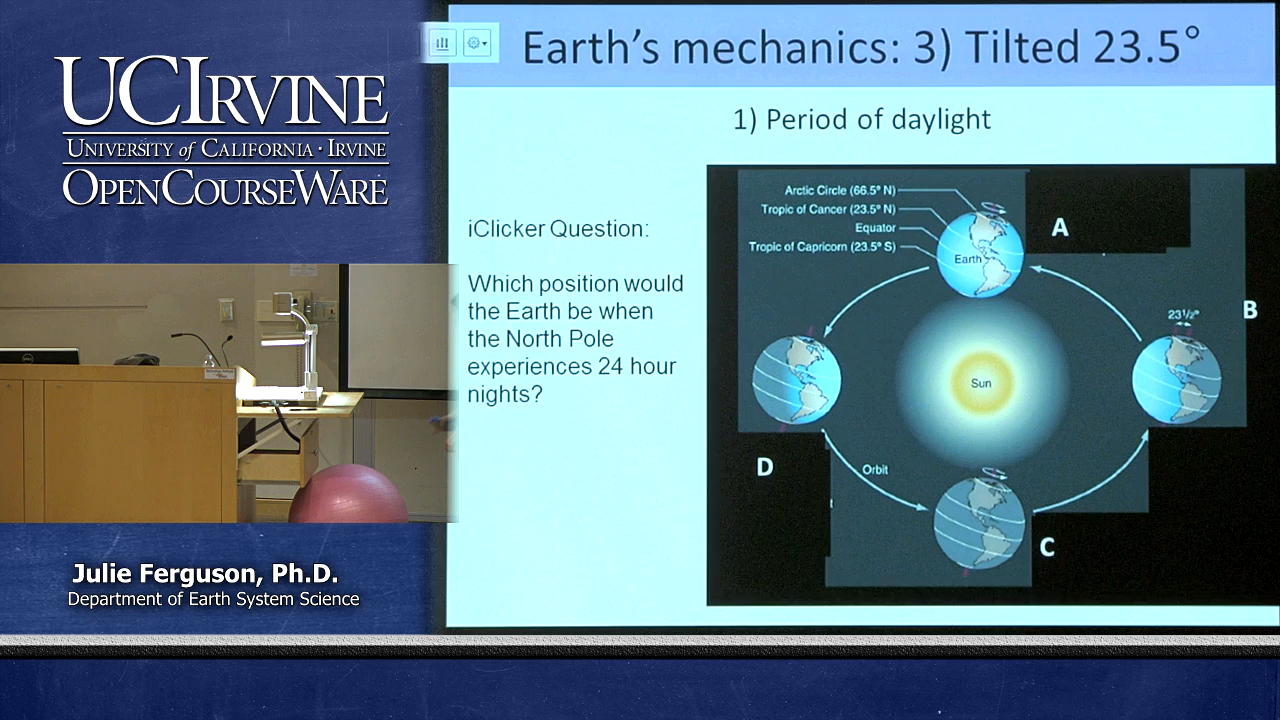 UCIRVINE
UNIVERSITY of CALIFORNIA · IRVINE
OPENCOURSEWARE
Julie Ferguson, Ph.D.
Department of Earth System Science
Earth's mechanics: 3) Tilted 23.5°
1) Period of daylight
iClicker Question:
Which position would
the Earth be when
the North Pole
experiences 24 hour
nights?
Arctic Circle (66.5° N)
Tropic of Cancer (23.5° N)
Equator
Tropic of Capricorn (23.5° S)
Earth
A
B
23½°
Sun
D
Orbit
C